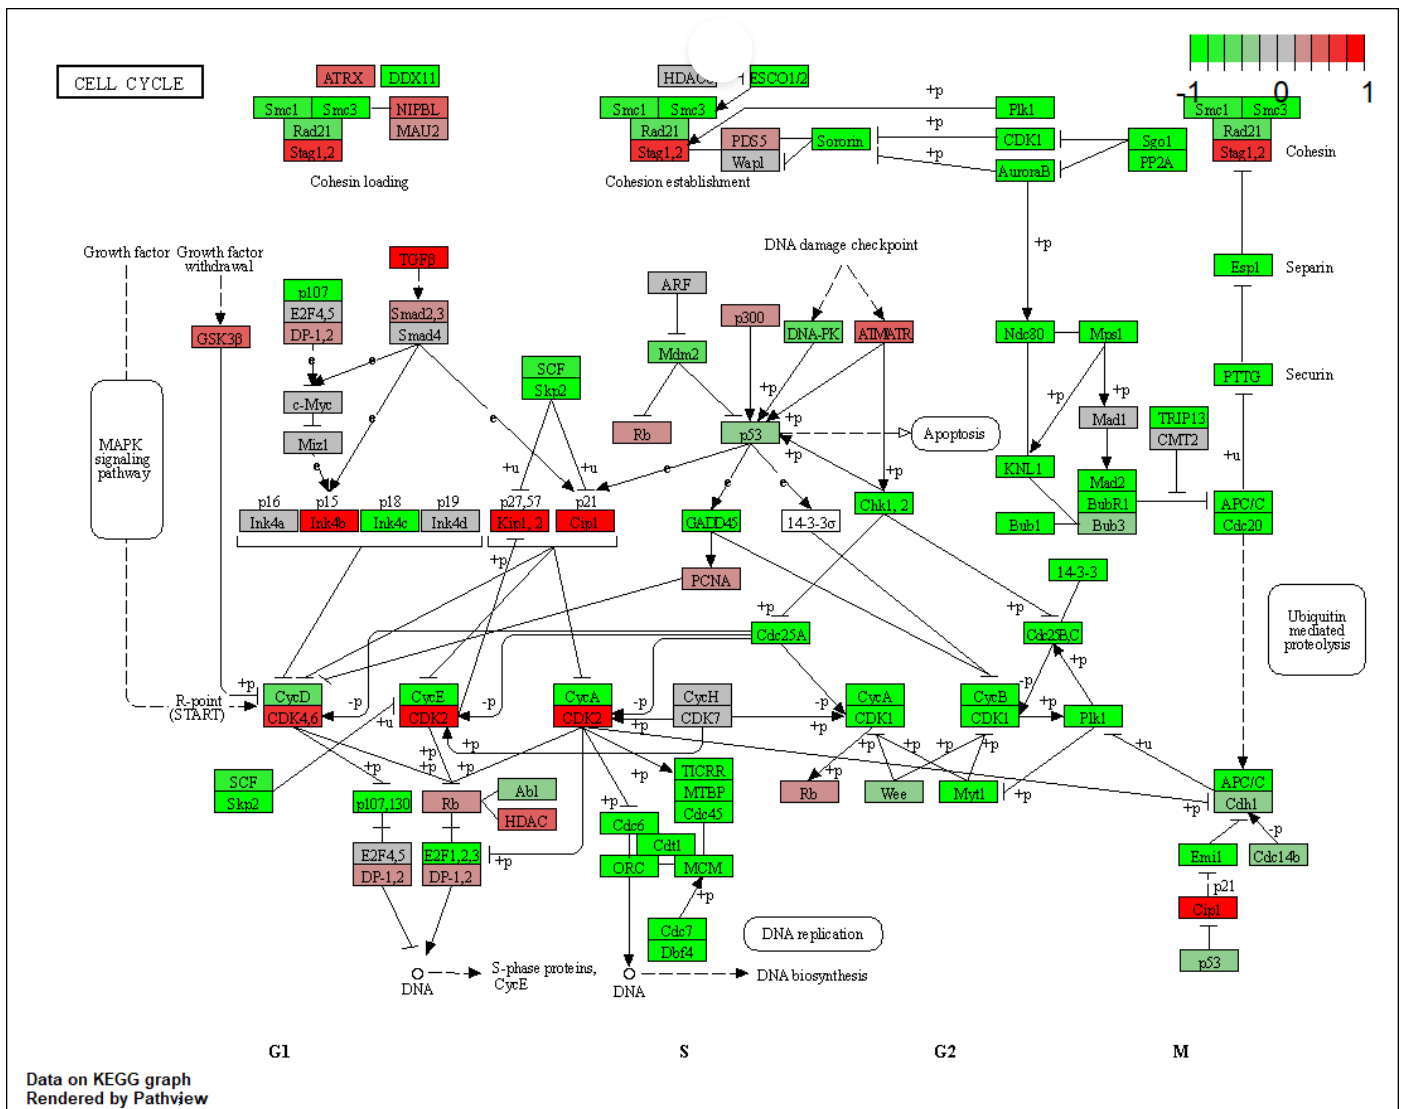 CELL CYCLE
ATRX DDX11
Smc1 Smc3 NIPBL
Rad21 MAU2
Stag1,2
Cohesin loading
ESCO1/2
Smc1 Smc3
Rad21
Stag1,2
PDS5
Wapl
Sororin
Cohesion establishment
+p
Plk1
+p
CDK1
+p
AuroraB
Sgo1
PP2A
-1 0 1
Smc1 Smc3
Rad21
Stag1,2
Cohesin
+p
Espl
Separin
PTTG
Securin
Growth factor
Growth factor
withdrawal
GSK3β
MAPK
signaling
pathway
p107
E2F4,5
DP-1,2
TGFβ
Smad2,3
Smad4
e
e
e
e
c-Myc
Miz1
e
SCF
Skp2
+u
+u
ARF
Mdm2
Rb
p300
DNA damage checkpoint
DNA-PK
ATMATR
+p
+p
p53
+p
Apoptosis
e
e
e
+p
Chk1, 2
GADD45
14-3-3σ
PCNA
p16 p15 p18 p19
Ink4a Ink4b Ink4c Ink4d
p27,57 p21
Kip1, 2 Cip1
+p
Ndc80
Mps1
+p
+p
Mad1
TRIP13
CMT2
KNL1
Mad2
BubR1
Bub3
Bub1
+u
APC/C
Cdc20
14-3-3
+p
+p
Cdc25A
Cdc25B,C
+p
Ubiquitin
mediated
proteolysis
R-point
(START)
+p
CycD
CDK4,6
-p
CycE
CDK2
-p
CycA
CDK2
-p
+p
CycH
CDK7
+p
CycA
CDK1
CycB
CDK1
-p
+p
Plk1
+u
+u
SCF
Skp2
+p
+p
+p
+p
+p
p107,130
Rb
Abl
HDAC
E2F4,5
DP-1,2
E2F1,2,3
DP-1,2
+p
+p
+p
TICRR
MTBP
Cdc45
Cdc6
Cdt1
ORC
MCM
+p
Cdc7
Dbf4
+p
Rb
+p
+p
Wee
Myt1
+p
+p
APC/C
Cdh1
-p
Emi1
Cdc14b
p21
Cip1
p53
DNA replication
DNA
S-phase proteins,
CycE
DNA
DNA biosynthesis
G1 S G2 M
Data on KEGG graph
Rendered by Pathview